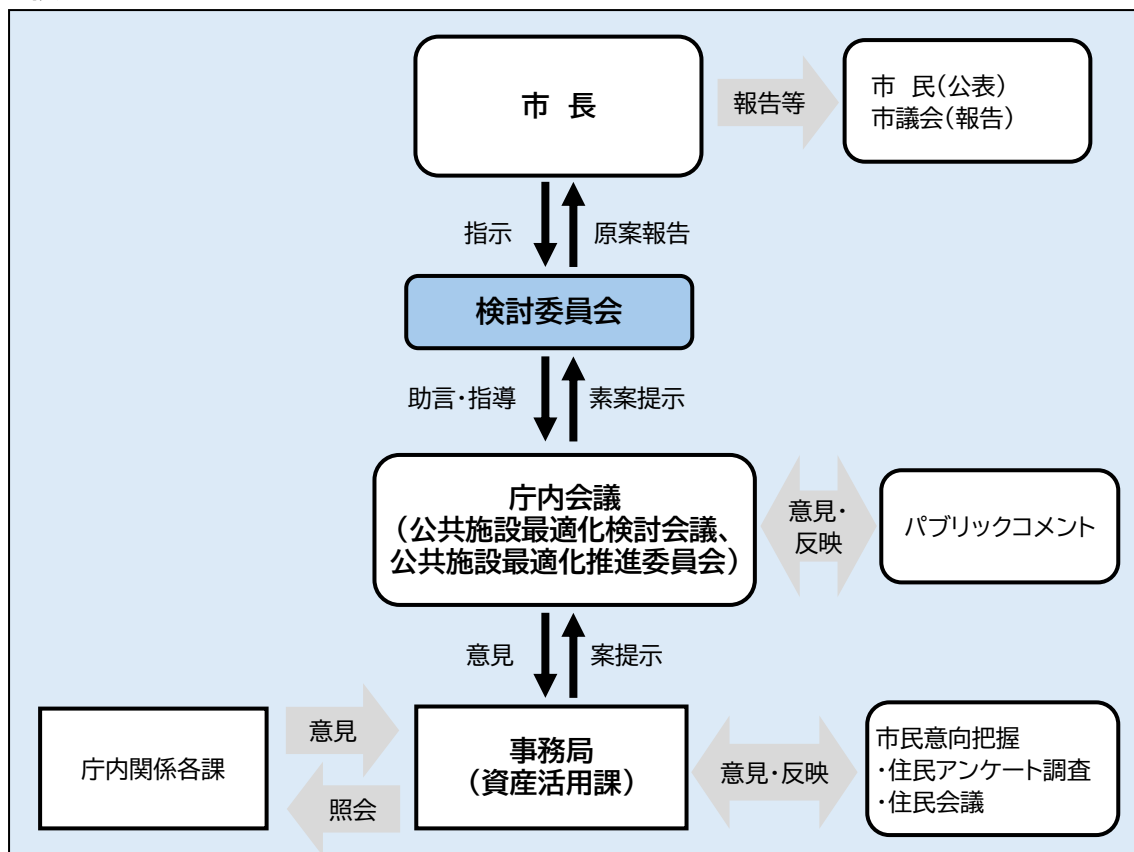 市 長
報告等
市 民(公表)
市議会(報告)
指示
原案報告
検討委員会
助言・指導
素案提示
庁内会議
(公共施設最適化検討会議、
公共施設最適化推進委員会)
意見・
反映
パブリックコメント
意見
案提示
庁内関係各課
意見
照会
事務局
(資産活用課)
意見・反映
市民意向把握
・住民アンケート調査
・住民会議